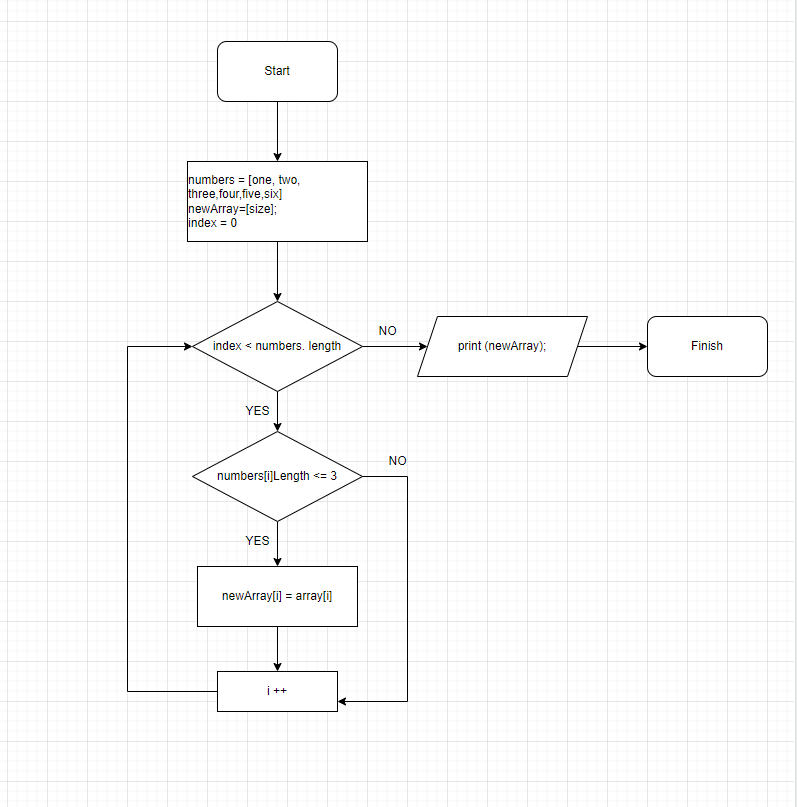 Start
numbers = [one, two,
three,four,five,six]
newArray=[size];
index = 0
index < numbers. length
NO
print (newArray);
Finish
YES
numbers[i]Length <= 3
NO
YES
newArray[i] = array[i]
i ++